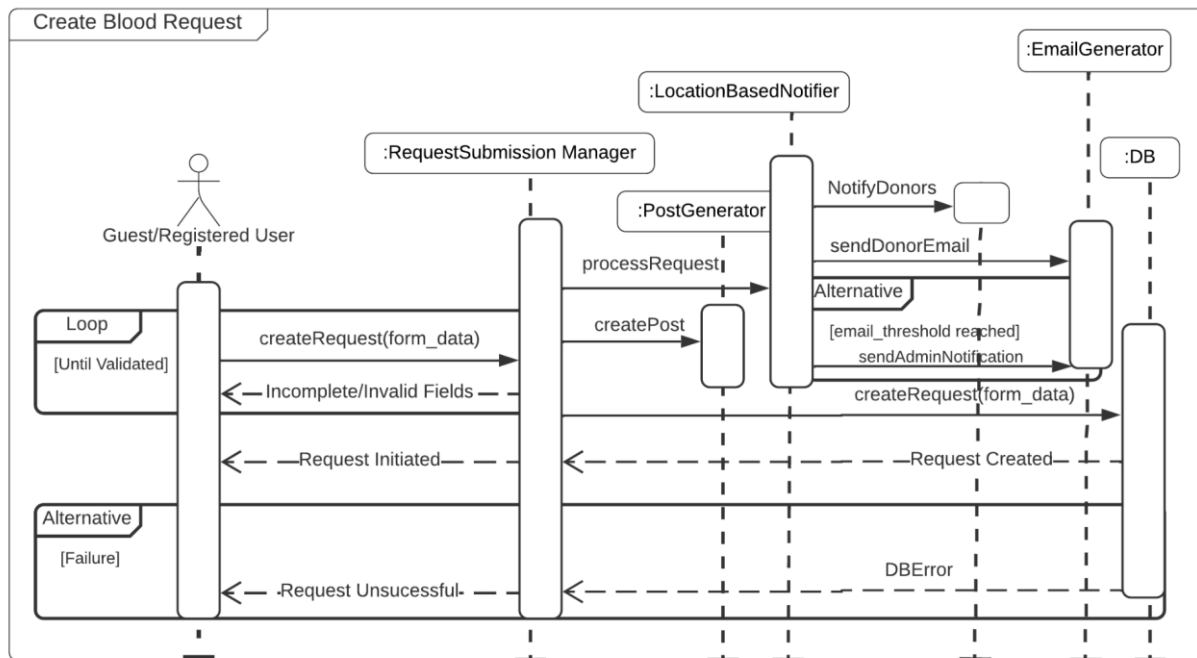 Create Blood Request
:EmailGenerator
:LocationBasedNotifier
:RequestSubmission Manager
:DB
NotifyDonors
:PostGenerator
Guest/Registered User
sendDonorEmail
processRequest
Alternative
Loop
createPost
[email_threshold reached]
createRequest(form_data)
[Until Validated]
sendAdminNotification
Incomplete/Invalid Fields
createRequest(form_data)
Request Initiated
Request Created
Alternative
[Failure]
DBError
Request Unsucessful